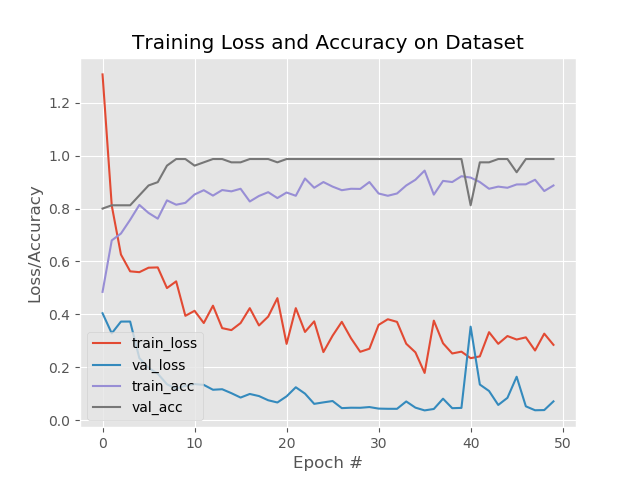 Training Loss and Accuracy on Dataset
Loss/Accuracy
1.2
1.0
0.8
0.6
0.4
0.2
0.0
train_loss
val_loss
train_acc
val_acc
0 10 20 30 40 50
Epoch #